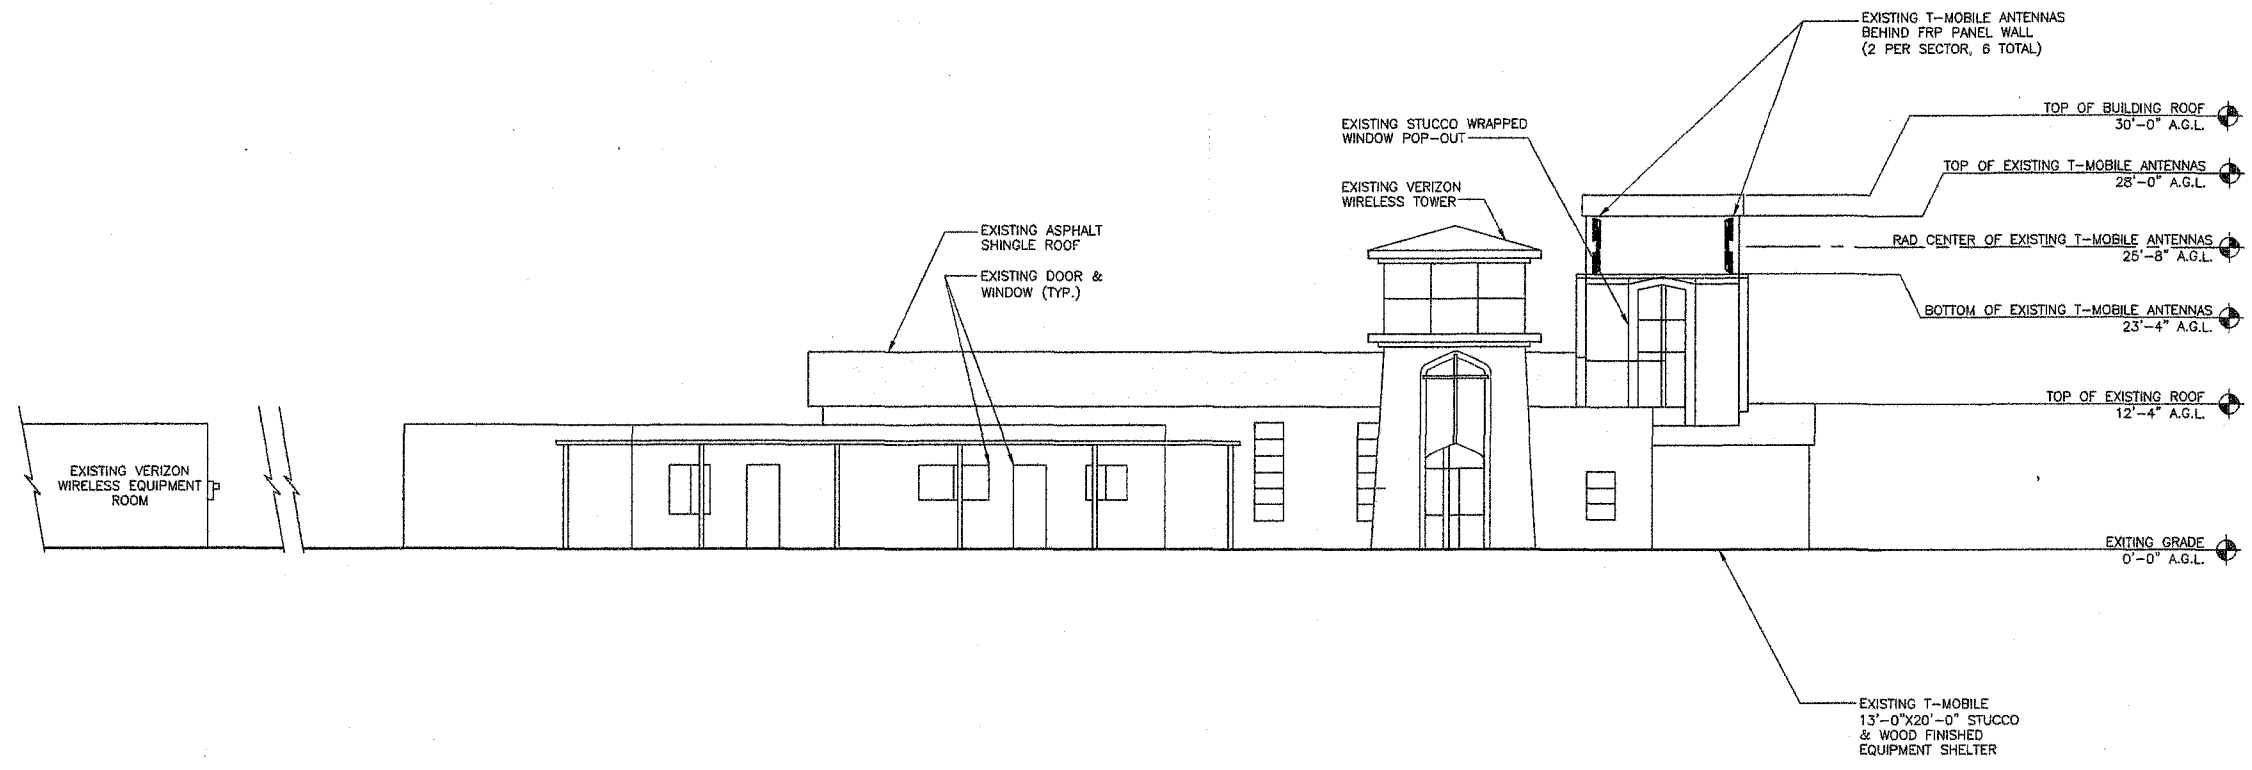 EXISTING T-MOBILE ANTENNAS
BEHIND FRP PANEL WALL
(2 PER SECTOR, 6 TOTAL)
TOP OF BUILDING ROOF
30'-0" A.G.L.
EXISTING STUCCO WRAPPED
WINDOW POP-OUT
TOP OF EXISTING T-MOBILE ANTENNAS
28'-0" A.G.L.
EXISTING VERIZON
WIRELESS TOWER
EXISTING ASPHALT
SHINGLE ROOF
RAD CENTER OF EXISTING T-MOBILE ANTENNAS
25'-8" A.G.L.
EXISTING DOOR &
WINDOW (TYP.)
BOTTOM OF EXISTING T-MOBILE ANTENNAS
23'-4" A.G.L.
TOP OF EXISTING ROOF
12'-4" A.G.L.
EXISTING VERIZON
WIRELESS EQUIPMENT
ROOM
EXITING GRADE
0'-0" A.G.L.
EXISTING T-MOBILE
13'-0"X20'-0" STUCCO
& WOOD FINISHED
EQUIPMENT SHELTER